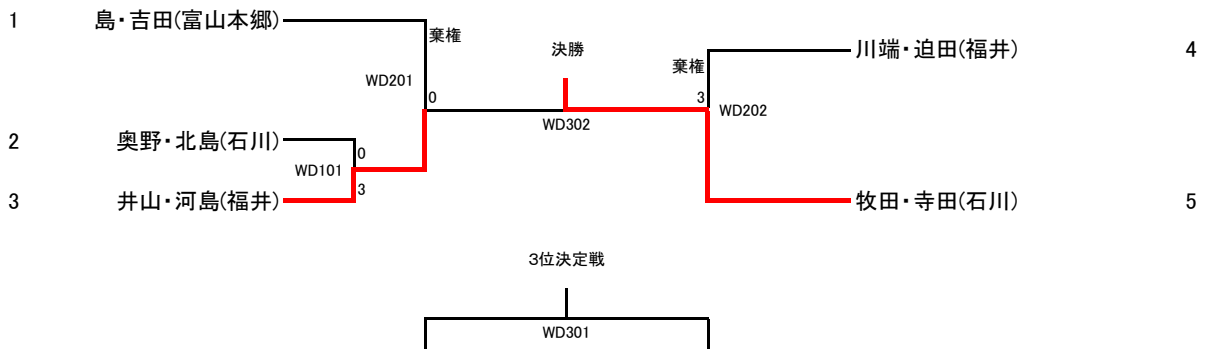 1 島・吉田(富山本郷)
棄権
決勝
川端・迫田(福井) 4
棄権
WD201
0
3
WD202
WD302
2 奥野・北島(石川)
0
WD101
3
3 井山・河島(福井)
牧田・寺田(石川) 5
3位決定戦
WD301